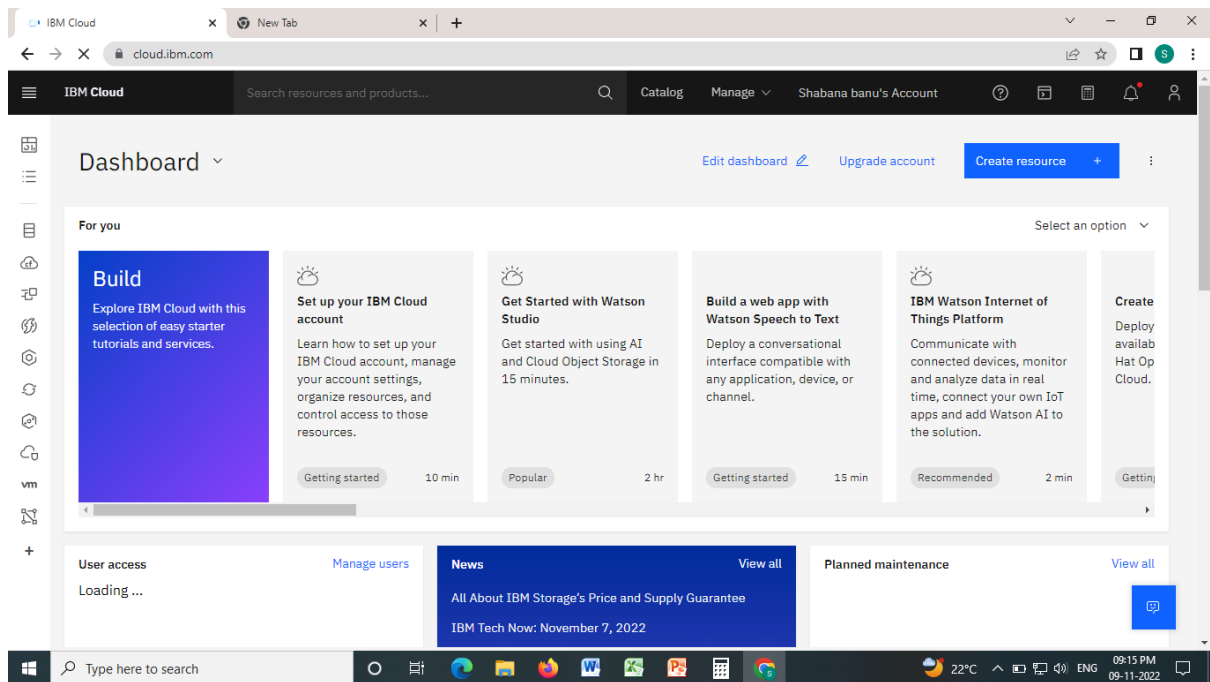 IBM Cloud
New Tab
cloud.ibm.com
S
IBM Cloud
Search resources and products...
Catalog
Manage
Shabana banu's Account
Dashboard
Edit dashboard
Upgrade account
Create resource +
For you
Select an option
Build
Explore IBM Cloud with this
selection of easy starter
tutorials and services.
Set up your IBM Cloud
account
Learn how to set up your
IBM Cloud account, manage
your account settings,
organize resources, and
control access to those
resources.
Getting started
10 min
Get Started with Watson
Studio
Get started with using AI
and Cloud Object Storage in
15 minutes.
Popular
2 hr
Build a web app with
Watson Speech to Text
Deploy a conversational
interface compatible with
any application, device, or
channel.
Getting started
15 min
IBM Watson Internet of
Things Platform
Communicate with
connected devices, monitor
and analyze data in real
time, connect your own IoT
apps and add Watson AI to
the solution.
Recommended
2 min
Create
Deploy
availab
Hat Op
Cloud.
Getting
vm
User access
Manage users
Loading ...
News
View all
All About IBM Storage's Price and Supply Guarantee
IBM Tech Now: November 7, 2022
Planned maintenance
View all
Type here to search
22°C
ENG
09:15 PM
09-11-2022